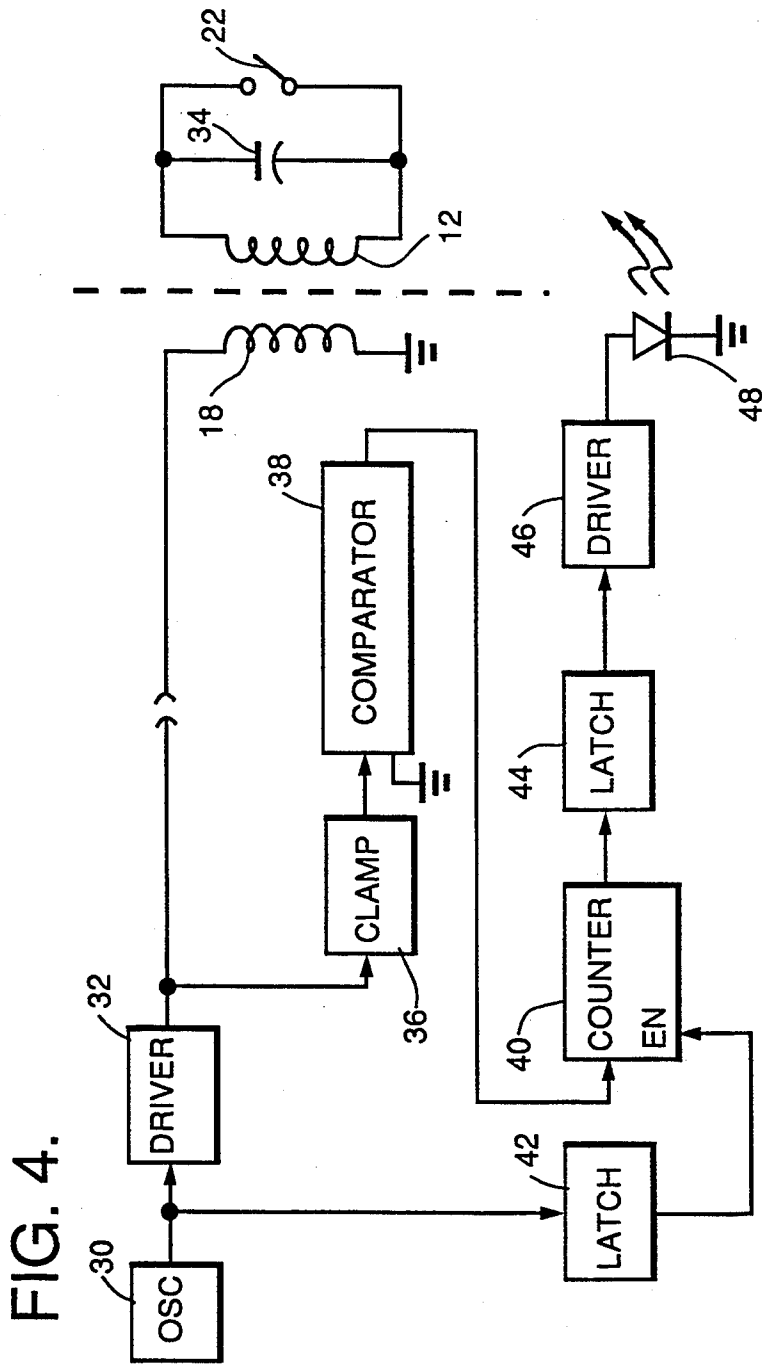 FIG. 4.
30
OSC
32
DRIVER
18
12
34
22
36
CLAMP
38
COMPARATOR
42
LATCH
40
COUNTER
EN
44
LATCH
46
DRIVER
48